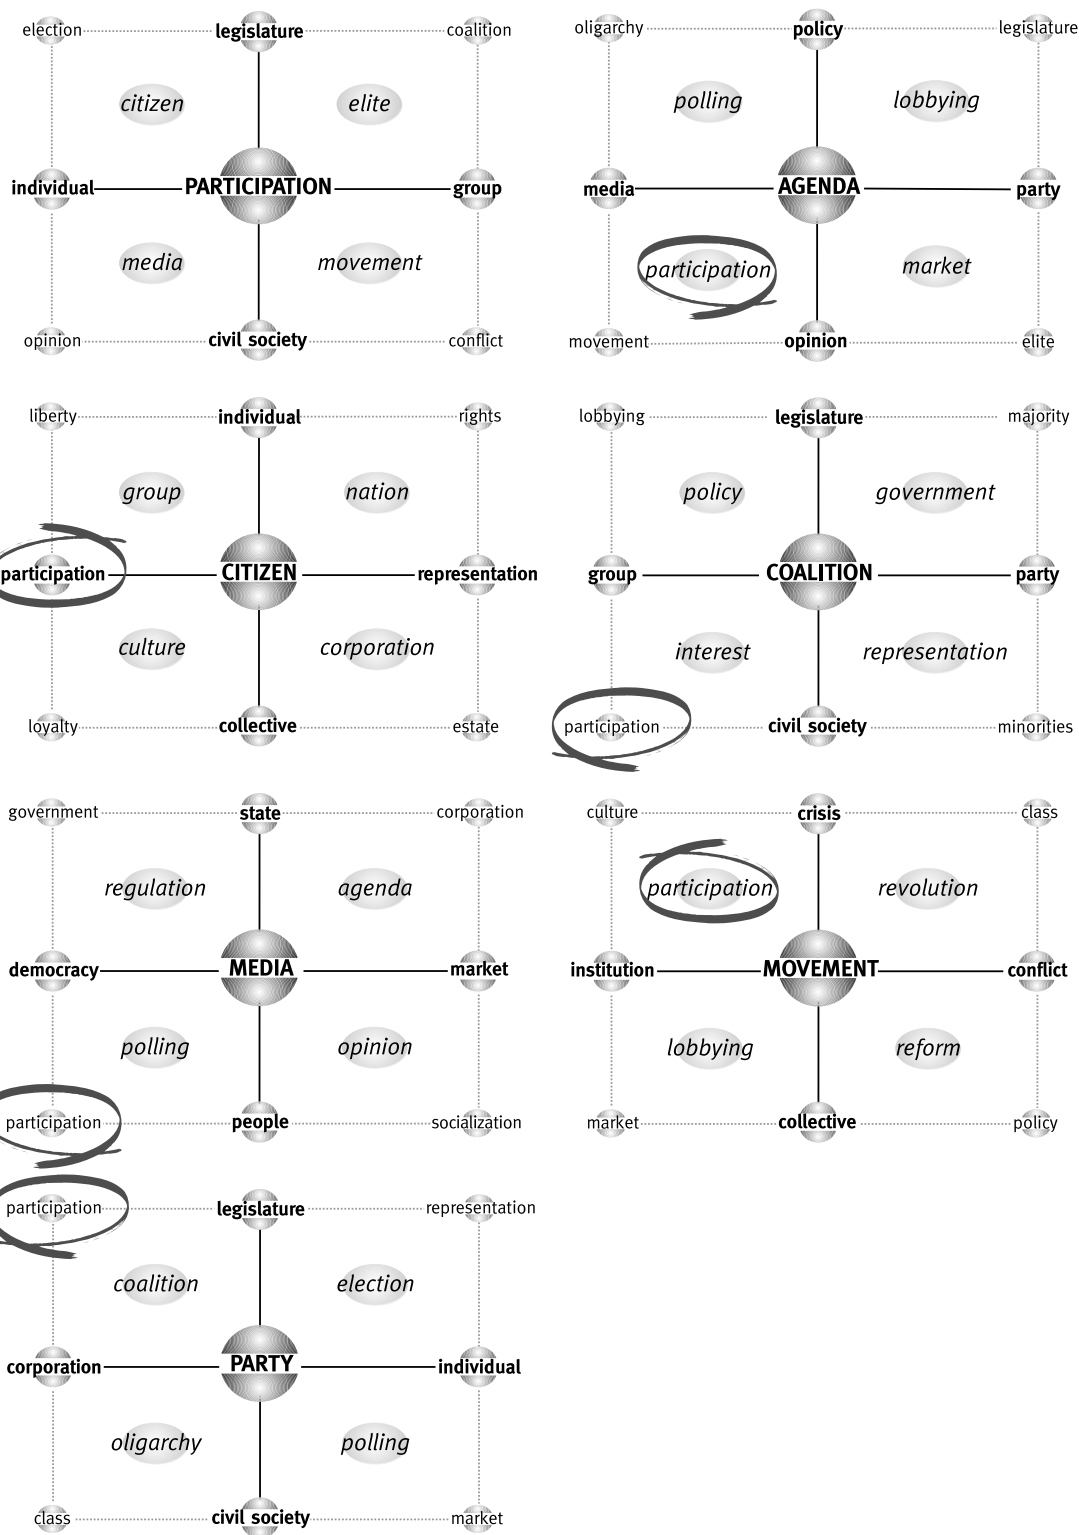 election legislature coalition
citizen elite
individual PARTICIPATION group
media movement
opinion civil society conflict
oligarchy policy legislature
polling lobbying
media AGENDA party
participation market
movement opinion elite
liberty individual rights
group nation
participation CITIZEN representation
culture corporation
loyalty collective estate
lobbying legislature majority
policy government
group COALITION party
interest representation
participation civil society minorities
government state corporation
regulation agenda
democracy MEDIA market
polling opinion
participation people socialization
culture crisis class
participation revolution
institution MOVEMENT conflict
lobbying reform
market collective policy
participation legislature representation
coalition election
corporation PARTY individual
oligarchy polling
class civil society market